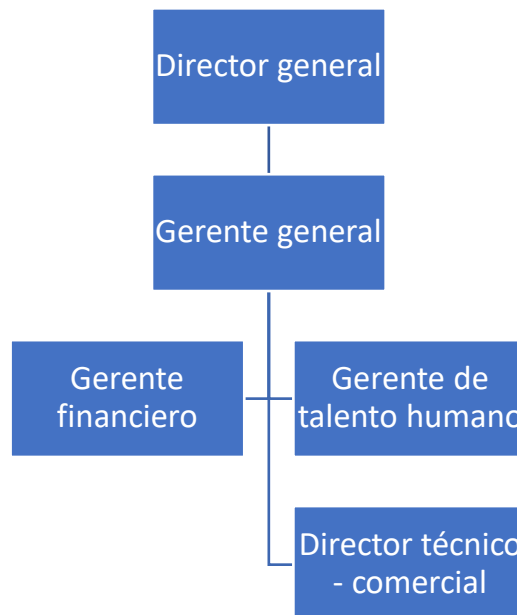 Director general
Gerente general
Gerente
financiero
Gerente de
talento humano
Director técnico
- comercial